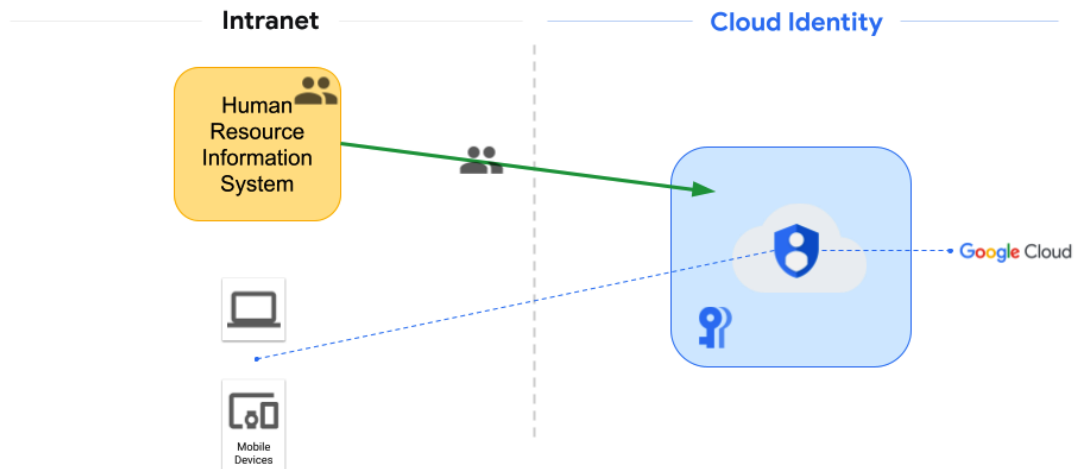 Intranet
Cloud Identity
Human
Resource
Information
System
Google Cloud
Mobile
Devices